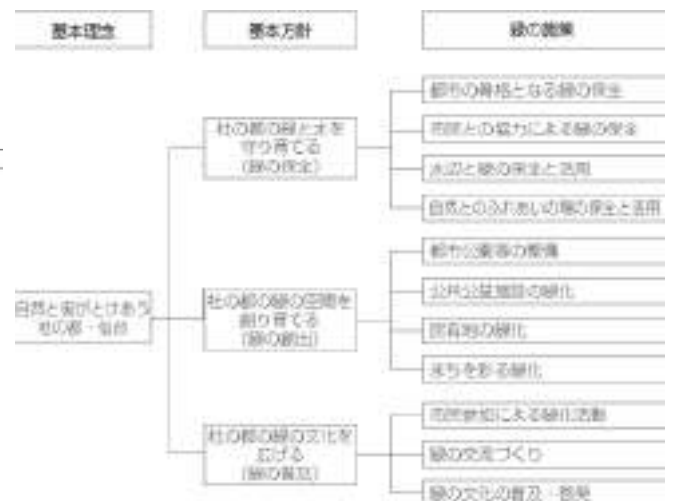 基本理念
基本方針
緑の施策
自然と街がとけあう
杜の都・仙台
杜の都の緑と水を
守り育てる
(緑の保全)
都市の骨格となる緑の保全
市民との協力による緑の保全
水辺と緑の保全と活用
自然とのふれあいの場の保全と活用
杜の都の緑の空間を
創り育てる
(緑の創出)
都市公園等の整備
公共公益施設の緑化
民有地の緑化
まちを彩る緑化
杜の都の緑の文化を
広げる
(緑の普及)
市民参加による緑化活動
緑の交流づくり
緑の文化の普及・啓発